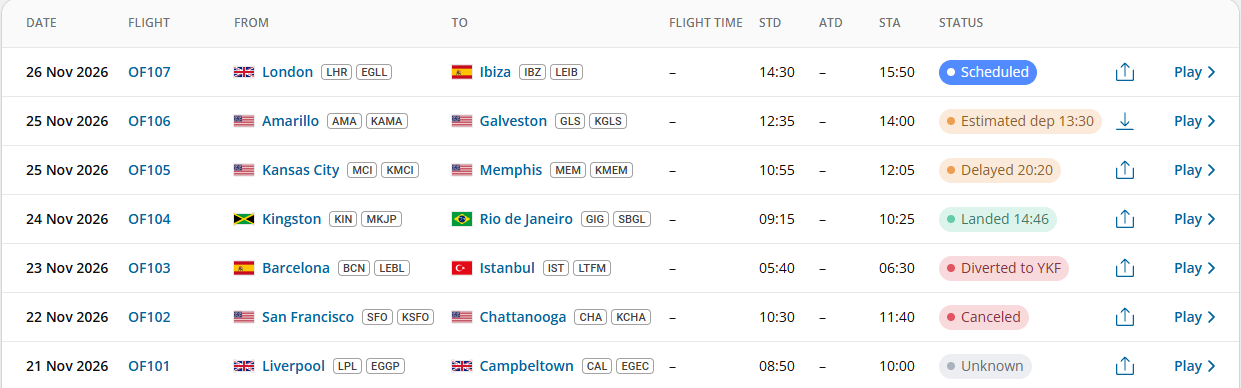 DATE FLIGHT FROM TO FLIGHT TIME STD ATD STA STATUS
26 Nov 2026 OF107 London LHR EGLL Ibiza IBZ LEIB – 14:30 – 15:50 Scheduled Play
25 Nov 2026 OF106 Amarillo AMA KAMA Galveston GLS KGLS – 12:35 – 14:00 Estimated dep 13:30 Play
25 Nov 2026 OF105 Kansas City MCI KMCI Memphis MEM KMEM – 10:55 – 12:05 Delayed 20:20 Play
24 Nov 2026 OF104 Kingston KIN MKJP Rio de Janeiro GIG SBGL – 09:15 – 10:25 Landed 14:46 Play
23 Nov 2026 OF103 Barcelona BCN LEBL Istanbul IST LTFM – 05:40 – 06:30 Diverted to YKF Play
22 Nov 2026 OF102 San Francisco SFO KSFO Chattanooga CHA KCHA – 10:30 – 11:40 Canceled Play
21 Nov 2026 OF101 Liverpool LPL EGGP Campbeltown CAL EGEC – 08:50 – 10:00 Unknown Play